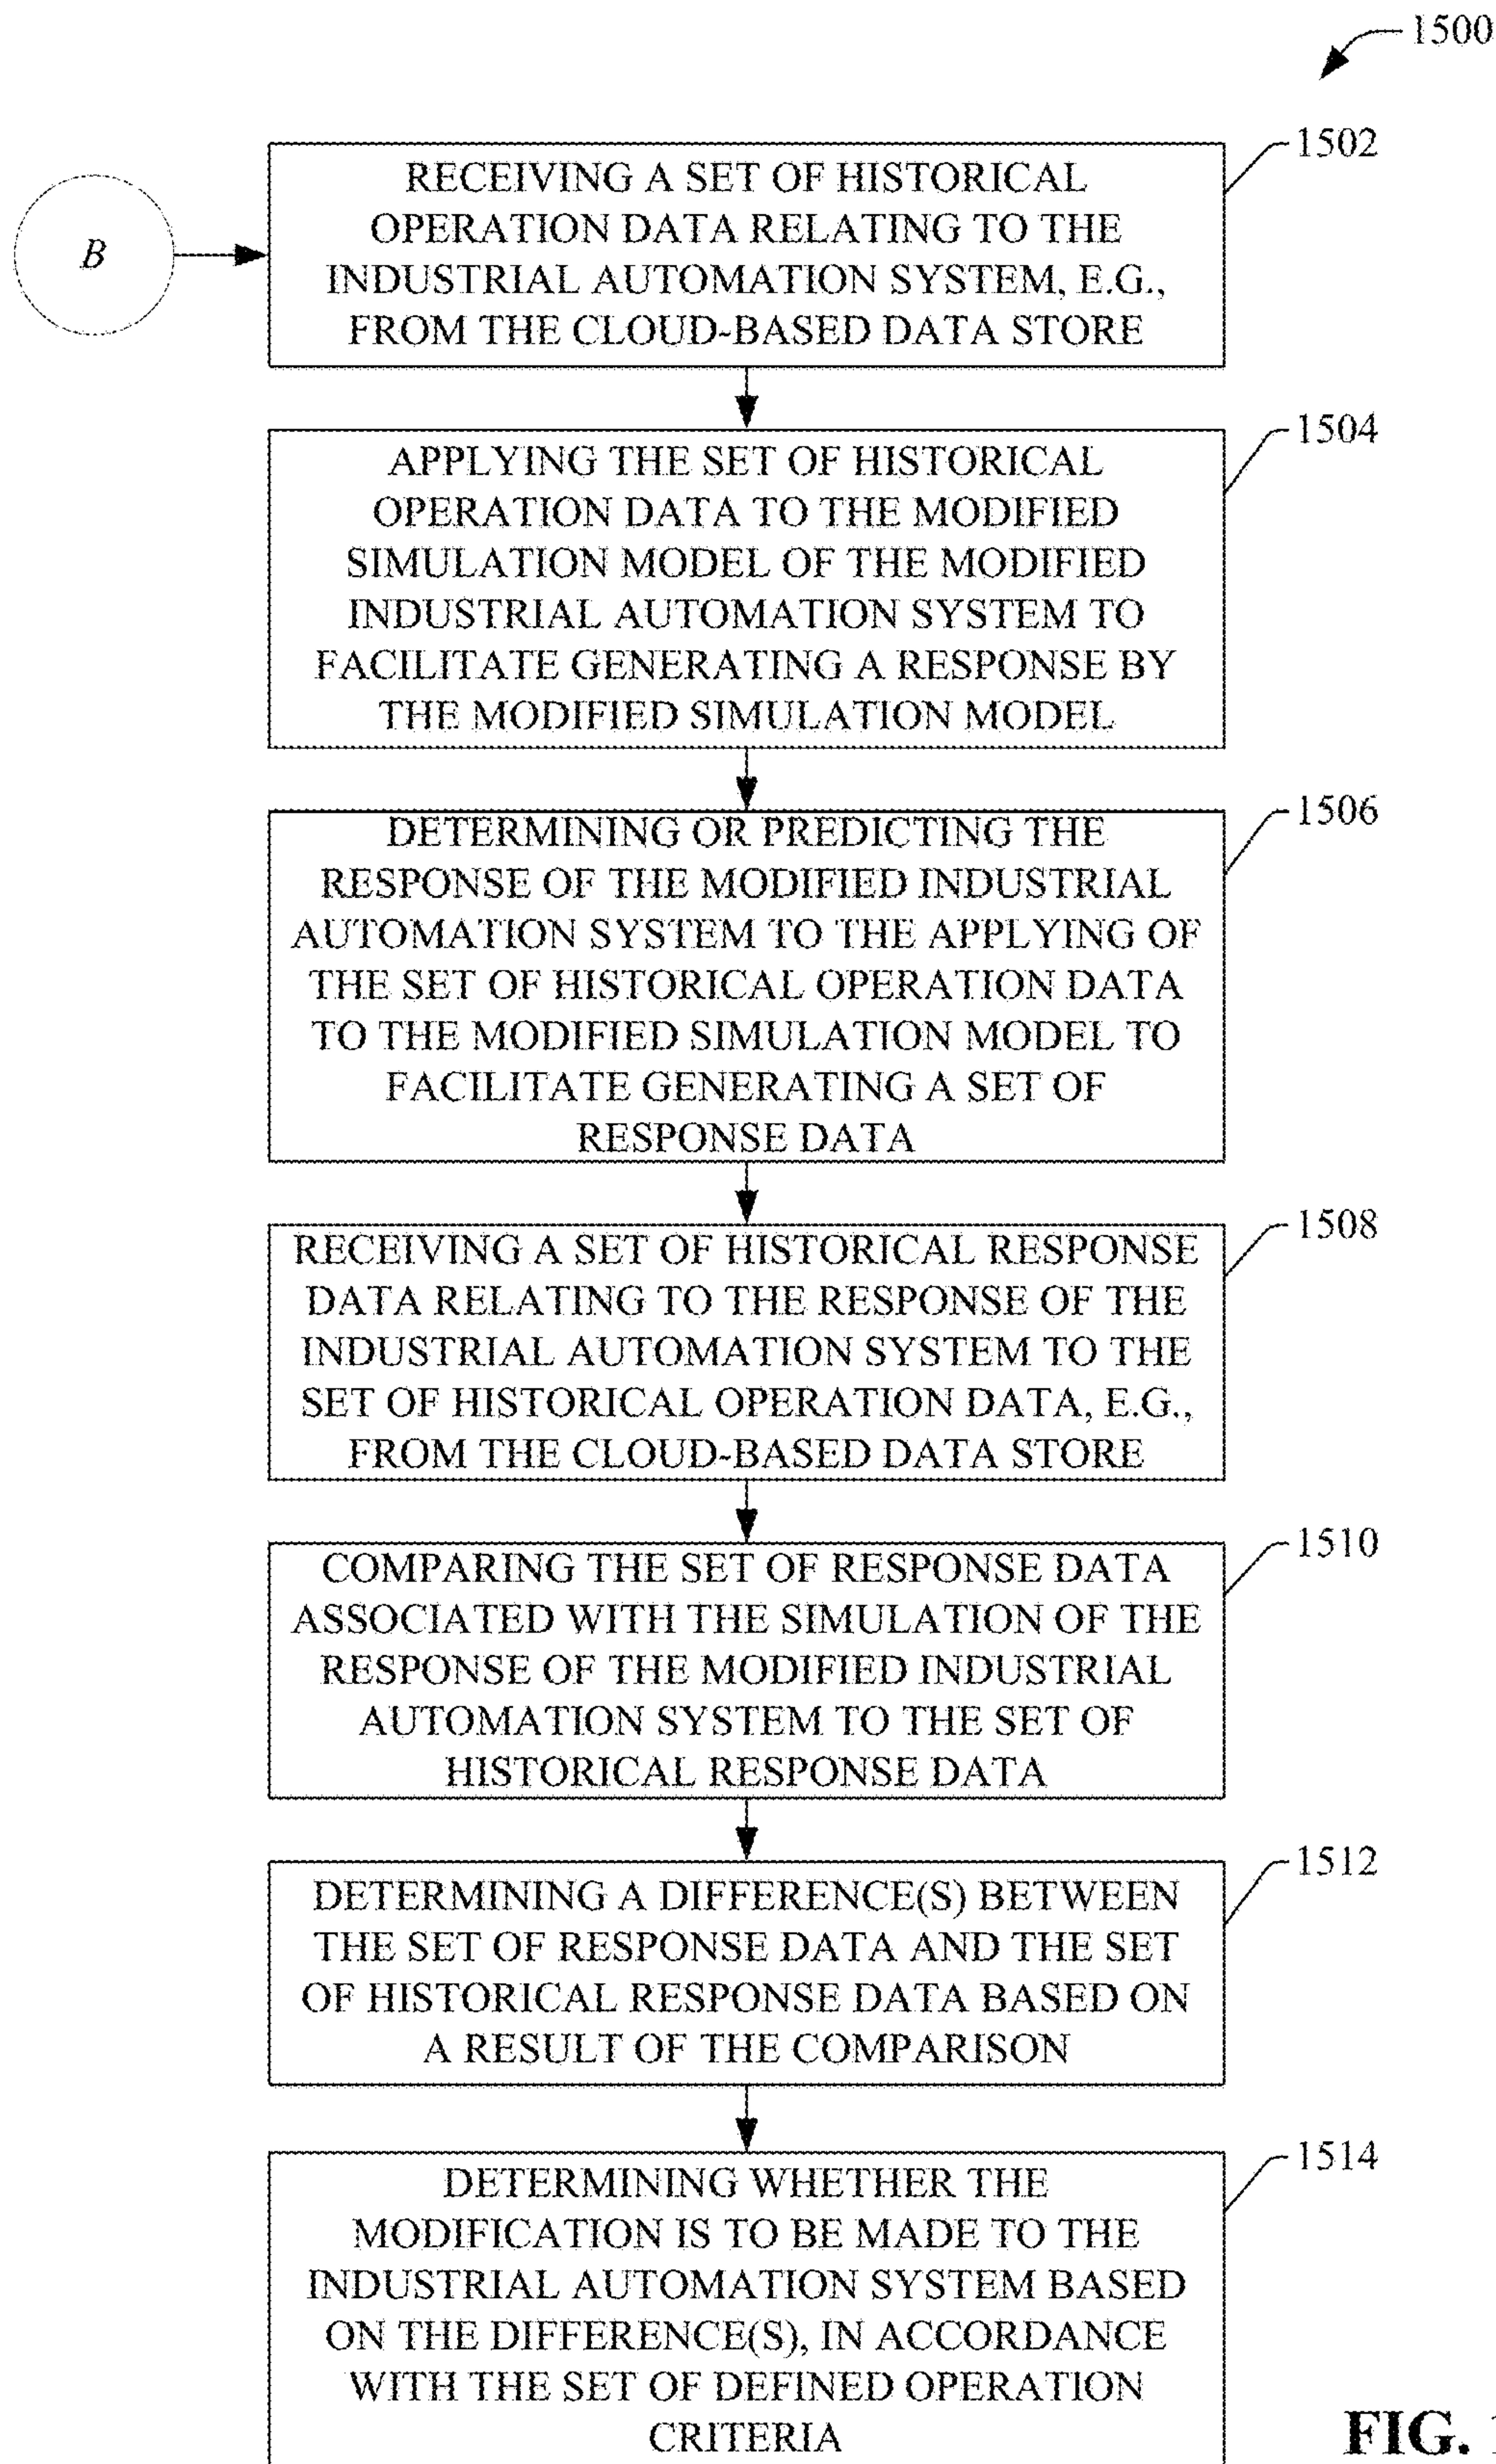 1500
1502
B
RECEIVING A SET OF HISTORICAL
OPERATION DATA RELATING TO THE
INDUSTRIAL AUTOMATION SYSTEM, E.G.,
FROM THE CLOUD-BASED DATA STORE
1504
APPLYING THE SET OF HISTORICAL
OPERATION DATA TO THE MODIFIED
SIMULATION MODEL OF THE MODIFIED
INDUSTRIAL AUTOMATION SYSTEM TO
FACILITATE GENERATING A RESPONSE BY
THE MODIFIED SIMULATION MODEL
1506
DETERMINING OR PREDICTING THE
RESPONSE OF THE MODIFIED INDUSTRIAL
AUTOMATION SYSTEM TO THE APPLYING OF
THE SET OF HISTORICAL OPERATION DATA
TO THE MODIFIED SIMULATION MODEL TO
FACILITATE GENERATING A SET OF
RESPONSE DATA
1508
RECEIVING A SET OF HISTORICAL RESPONSE
DATA RELATING TO THE RESPONSE OF THE
INDUSTRIAL AUTOMATION SYSTEM TO THE
SET OF HISTORICAL OPERATION DATA, E.G.,
FROM THE CLOUD-BASED DATA STORE
1510
COMPARING THE SET OF RESPONSE DATA
ASSOCIATED WITH THE SIMULATION OF THE
RESPONSE OF THE MODIFIED INDUSTRIAL
AUTOMATION SYSTEM TO THE SET OF
HISTORICAL RESPONSE DATA
1512
DETERMINING A DIFFERENCE(S) BETWEEN
THE SET OF RESPONSE DATA AND THE SET
OF HISTORICAL RESPONSE DATA BASED ON
A RESULT OF THE COMPARISON
1514
DETERMINING WHETHER THE
MODIFICATION IS TO BE MADE TO THE
INDUSTRIAL AUTOMATION SYSTEM BASED
ON THE DIFFERENCE(S), IN ACCORDANCE
WITH THE SET OF DEFINED OPERATION
CRITERIA
FIG.